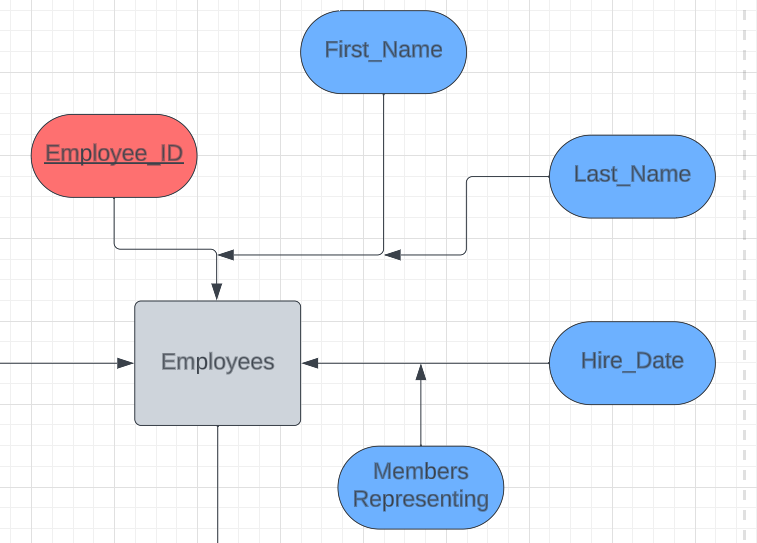 First_Name
Employee_ID
Last_Name
Employees
Hire_Date
Members
Representing